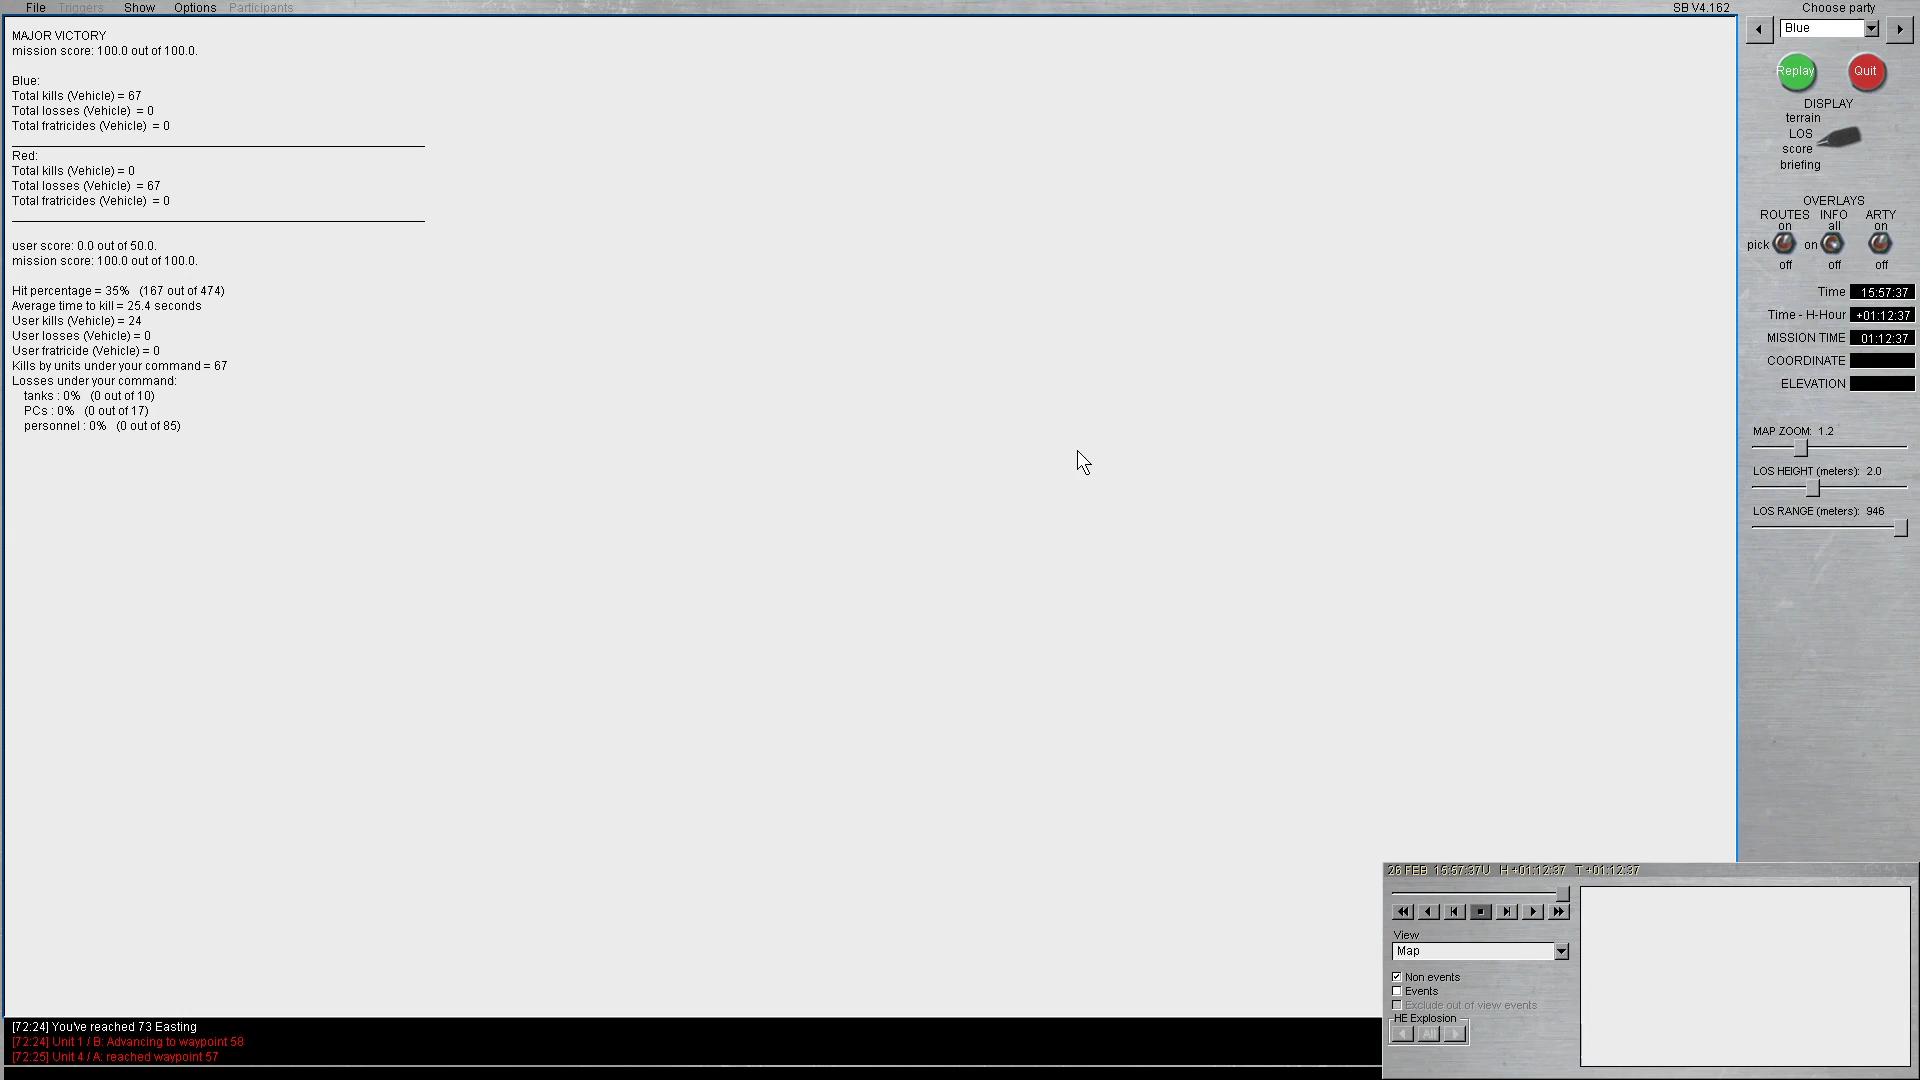 File Triggers Show Options Participants SB V4.162
MAJOR VICTORY
mission score: 100.0 out of 100.0.
Blue:
Total kills (Vehicle) = 67
Total losses (Vehicle) = 0
Total fratricides (Vehicle) = 0
Red:
Total kills (Vehicle) = 0
Total losses (Vehicle) = 67
Total fratricides (Vehicle) = 0
user score: 0.0 out of 50.0.
mission score: 100.0 out of 100.0.
Hit percentage = 35% (167 out of 474)
Average time to kill = 25.4 seconds
User kills (Vehicle) = 24
User losses (Vehicle) = 0
User fratricide (Vehicle) = 0
Kills by units under your command = 67
Losses under your command:
tanks : 0% (0 out of 10)
PCs : 0% (0 out of 17)
personnel : 0% (0 out of 85)
[72:24] You've reached 73 Easting
[72:24] Unit 1 / B: Advancing to waypoint 58
[72:25] Unit 4 / A: reached waypoint 57
Choose party
Blue
Replay Quit
DISPLAY
terrain
LOS
score
briefing
OVERLAYS
ROUTES INFO ARTY
on all on
pick on
off off off
Time 15:57:37
Time - H-Hour +01:12:37
MISSION TIME 01:12:37
COORDINATE
ELEVATION
MAP ZOOM: 1.2
LOS HEIGHT (meters): 2.0
LOS RANGE (meters): 946
26 FEB 15:57:37U H +01:12:37 T +01:12:37
View
Map
Non events
Events
Exclude out of view events
HE Explosion
All